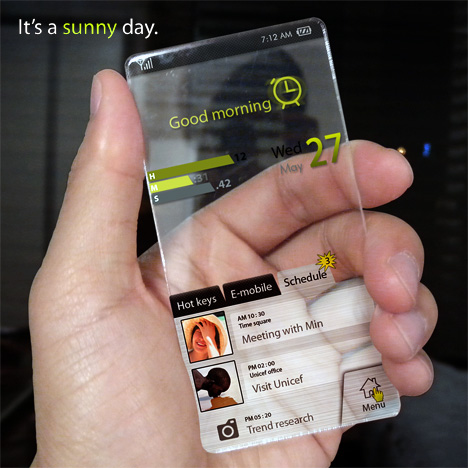 It's a sunny day.
7:12 AM
Good morning
Wed
27
May
H 12
M :31
S .42
Hot keys
E-mobile
Schedule
3
AM 10 : 30
Time square
Meeting with Min
PM 02 : 00
Unicef office
Visit Unicef
PM 05 : 20
Trend research
Menu